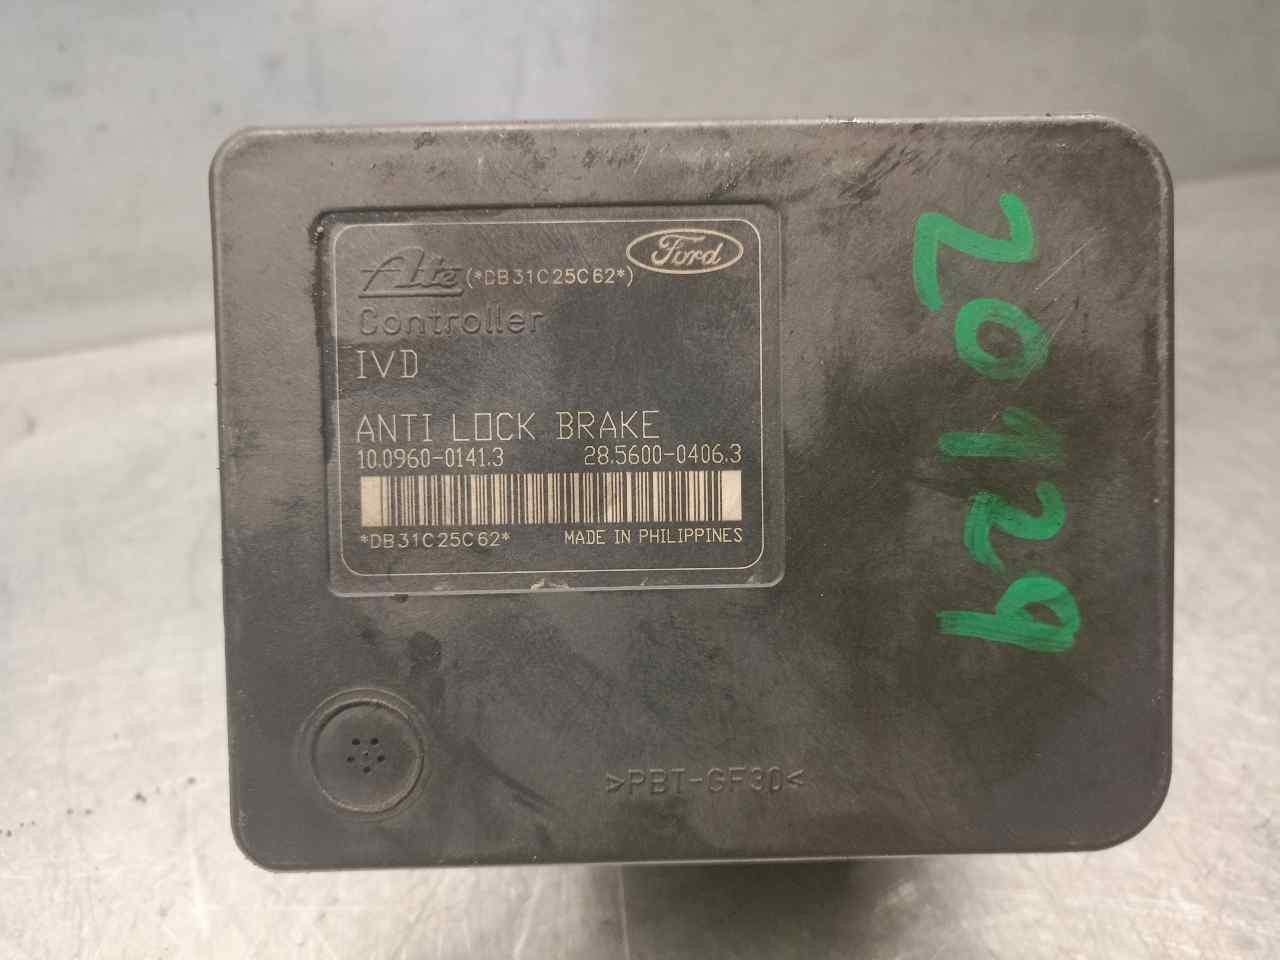 Ate (*DB31C25C62*) Ford
Controller
IVD
ANTI LOCK BRAKE
10.0960-0141.3 28.5600-0406.3
*DB31C25C62* MADE IN PHILIPPINES
>PBT-GF30<
20129